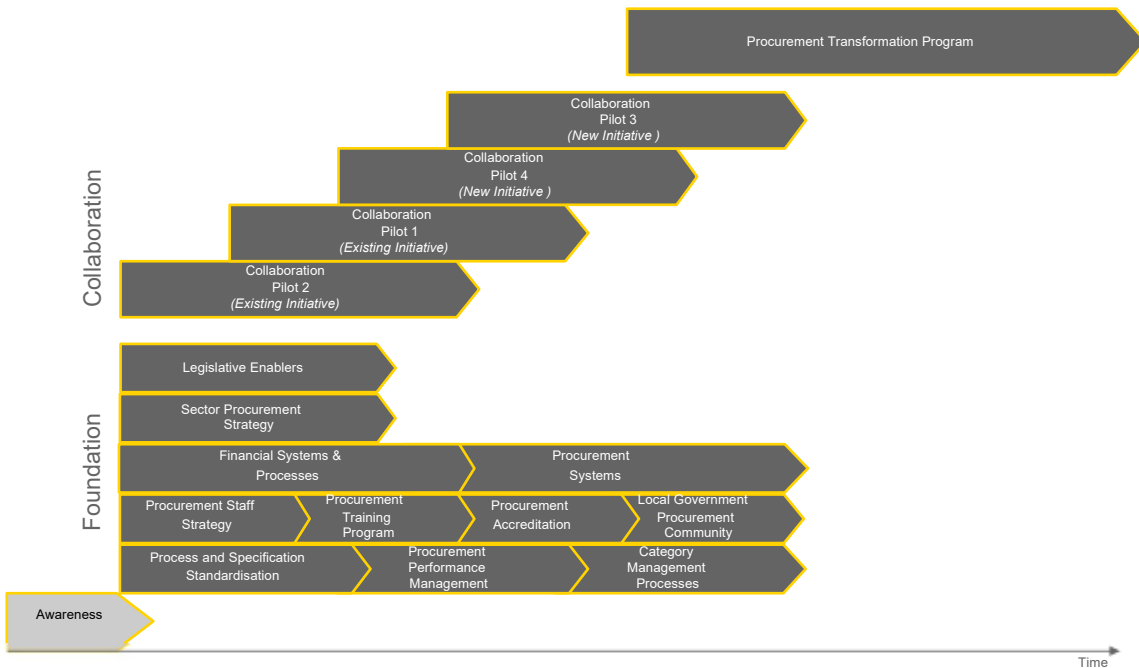 Procurement Transformation Program
Collaboration
Pilot 3
(New Initiative )
Collaboration
Pilot 4
(New Initiative )
Collaboration
Pilot 1
(Existing Initiative)
Collaboration
Pilot 2
(Existing Initiative)
Collaboration
Legislative Enablers
Sector Procurement
Strategy
Financial Systems &
Processes
Procurement
Systems
Procurement Staff
Strategy
Procurement
Training
Program
Procurement
Accreditation
Local Government
Procurement
Community
Process and Specification
Standardisation
Procurement
Performance
Management
Category
Management
Processes
Foundation
Awareness
Time